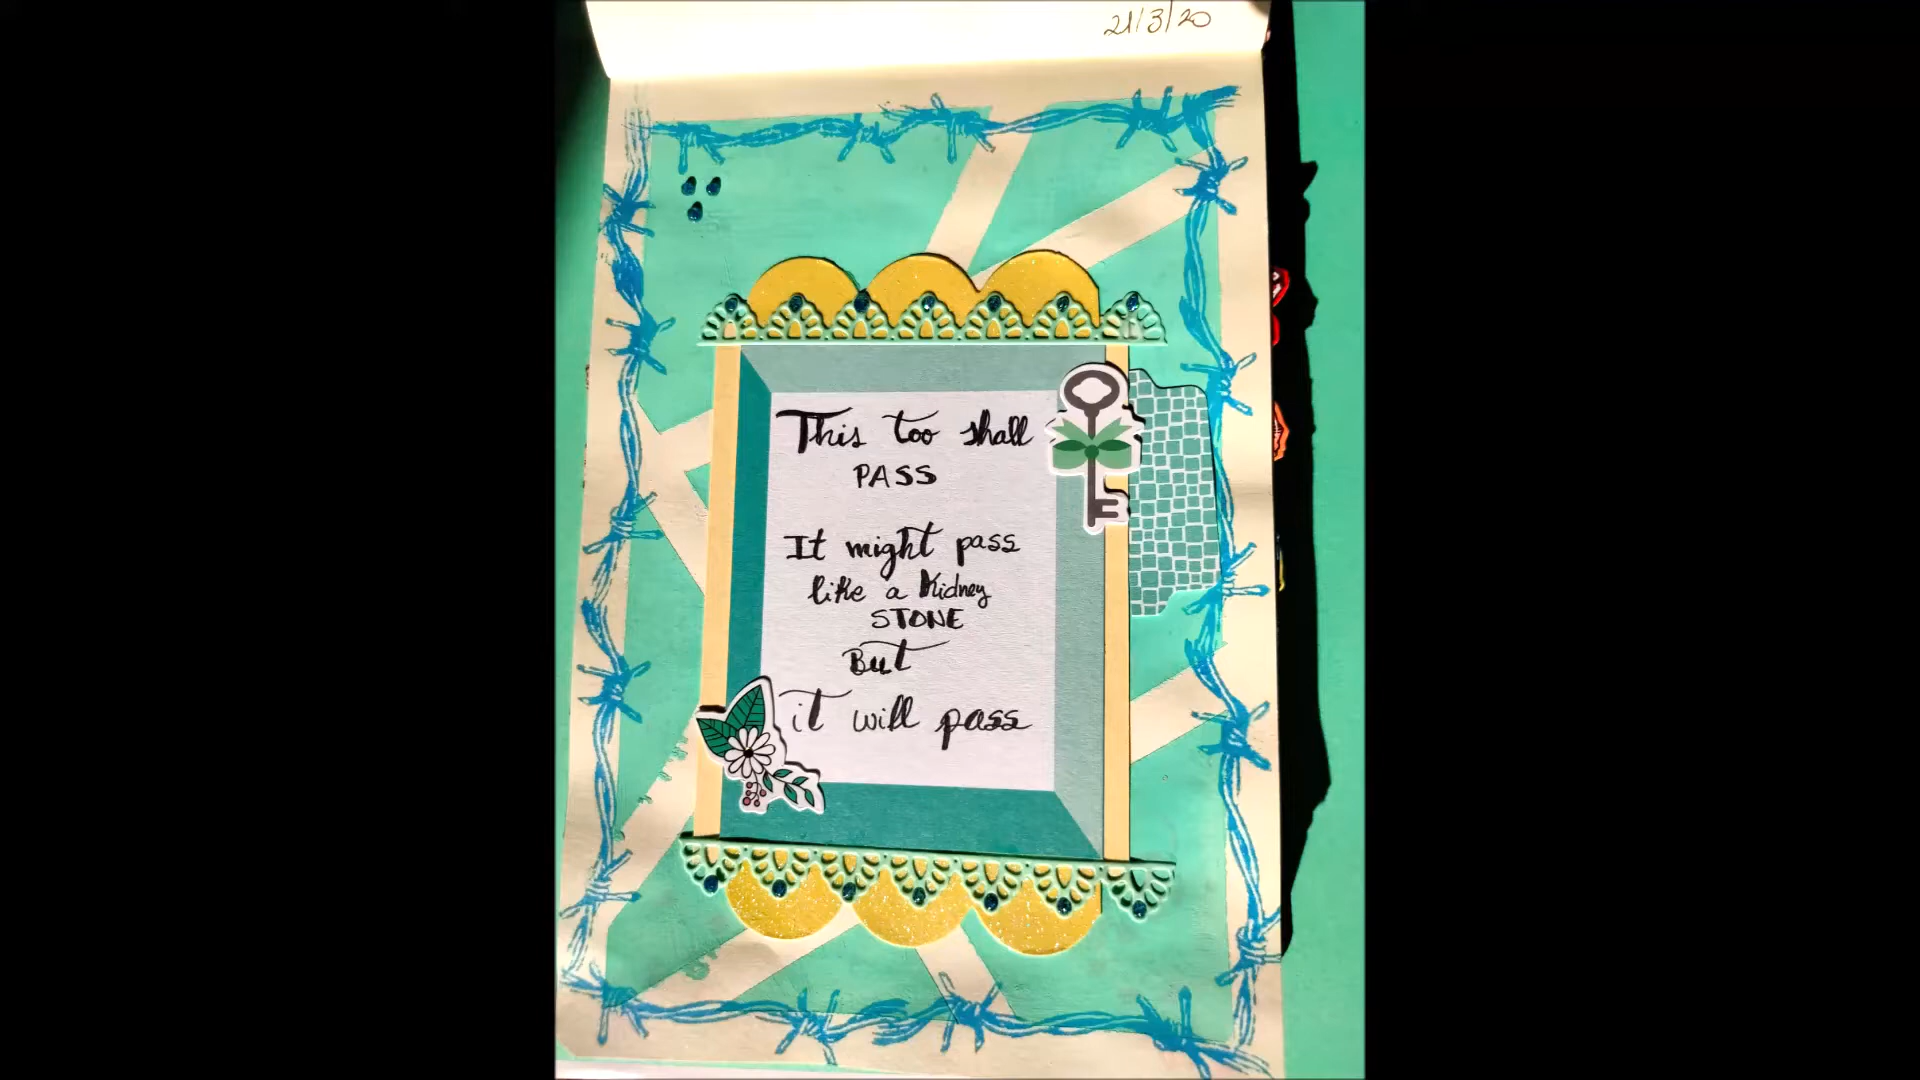 21/3/20
This too shall
PASS
It might pass
like a Kidney
STONE
But
it will pass